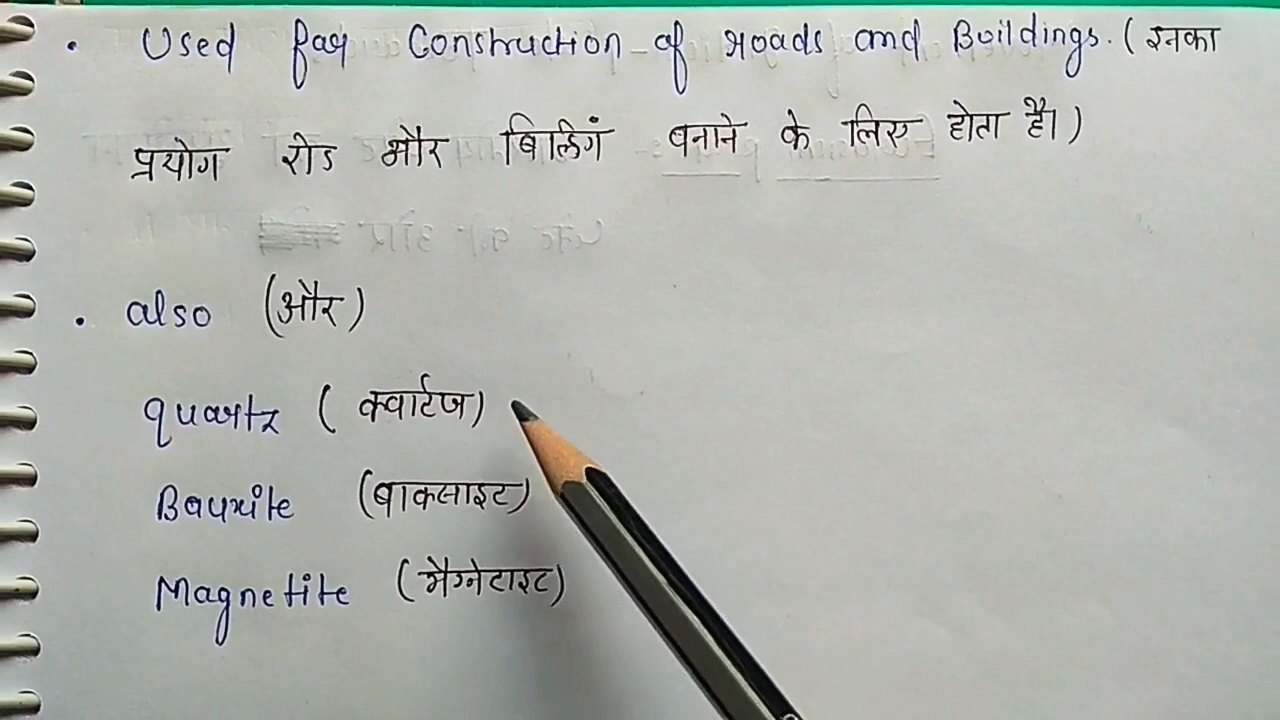 . Used for Construction of roads and Buildings. (इनका
प्रयोग रोड और बिलिंगं बनाने के लिए होता है।)
. also (और)
quartz (क्वार्टज)
Bauxite (बाक्साइट)
Magnetite (मैग्नेटाइट)